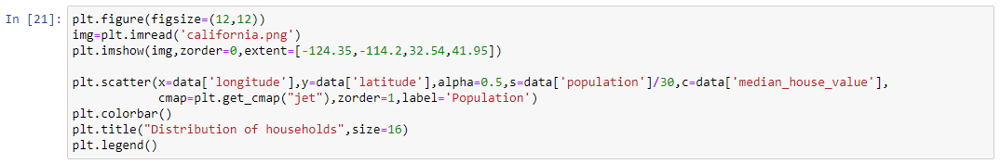 In [21]: plt.figure(figsize=(12,12))
img=plt.imread('california.png')
plt.imshow(img,zorder=0,extent=[-124.35,-114.2,32.54,41.95])
plt.scatter(x=data['longitude'],y=data['latitude'],alpha=0.5,s=data['population']/30,c=data['median_house_value'],
cmap=plt.get_cmap("jet"),zorder=1,label='Population')
plt.colorbar()
plt.title("Distribution of households",size=16)
plt.legend()